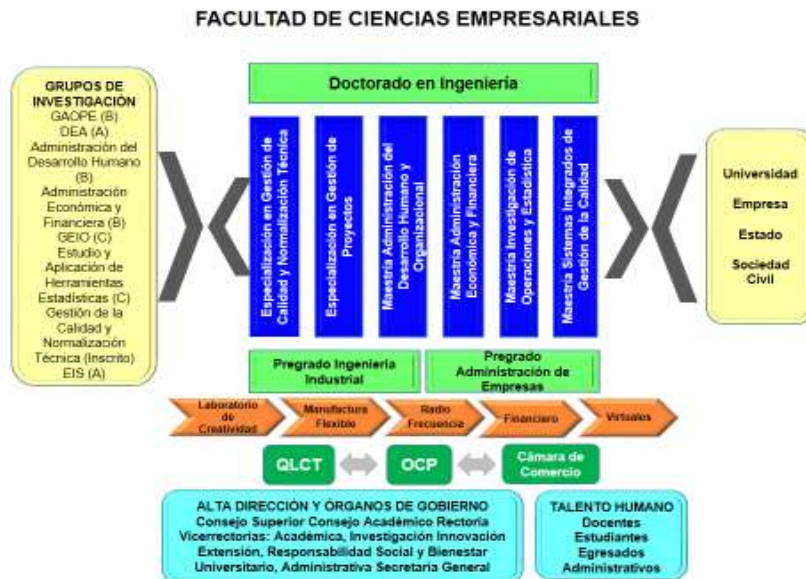 FACULTAD DE CIENCIAS EMPRESARIALES
GRUPOS DE
INVESTIGACIÓN
GAOPE (B)
DEA (A)
Administración del
Desarrollo Humano
(B)
Administración
Económica y
Financiera (B)
GEIO (C)
Estudio y
Aplicación de
Herramientas
Estadísticas (C)
Gestión de la
Calidad y
Normalización
Técnica (Inscrito)
EIS (A)
Doctorado en Ingeniería
Especialización en Gestión de
Calidad y Normalización Técnica
Especialización en Gestión de
Proyectos
Maestría Administración del
Desarrollo Humano y
Organizacional
Maestría Administración
Económica y Financiera
Maestría Investigación de
Operaciones y Estadística
Maestría Sistemas Integrados de
Gestión de la Calidad
Universidad
Empresa
Estado
Sociedad
Civil
Pregrado Ingeniería
Industrial
Pregrado
Administración de
Empresas
Laboratorio
de
Creatividad
Manufactura
Flexible
Radio
Frecuencia
Financiero
Virtuales
QLCT
OCP
Cámara de
Comercio
ALTA DIRECCIÓN Y ÓRGANOS DE GOBIERNO
Consejo Superior Consejo Académico Rectoría
Vicerrectorías: Académica, Investigación Innovación
Extensión, Responsabilidad Social y Bienestar
Universitario, Administrativa Secretaría General
TALENTO HUMANO
Docentes
Estudiantes
Egresados
Administrativos